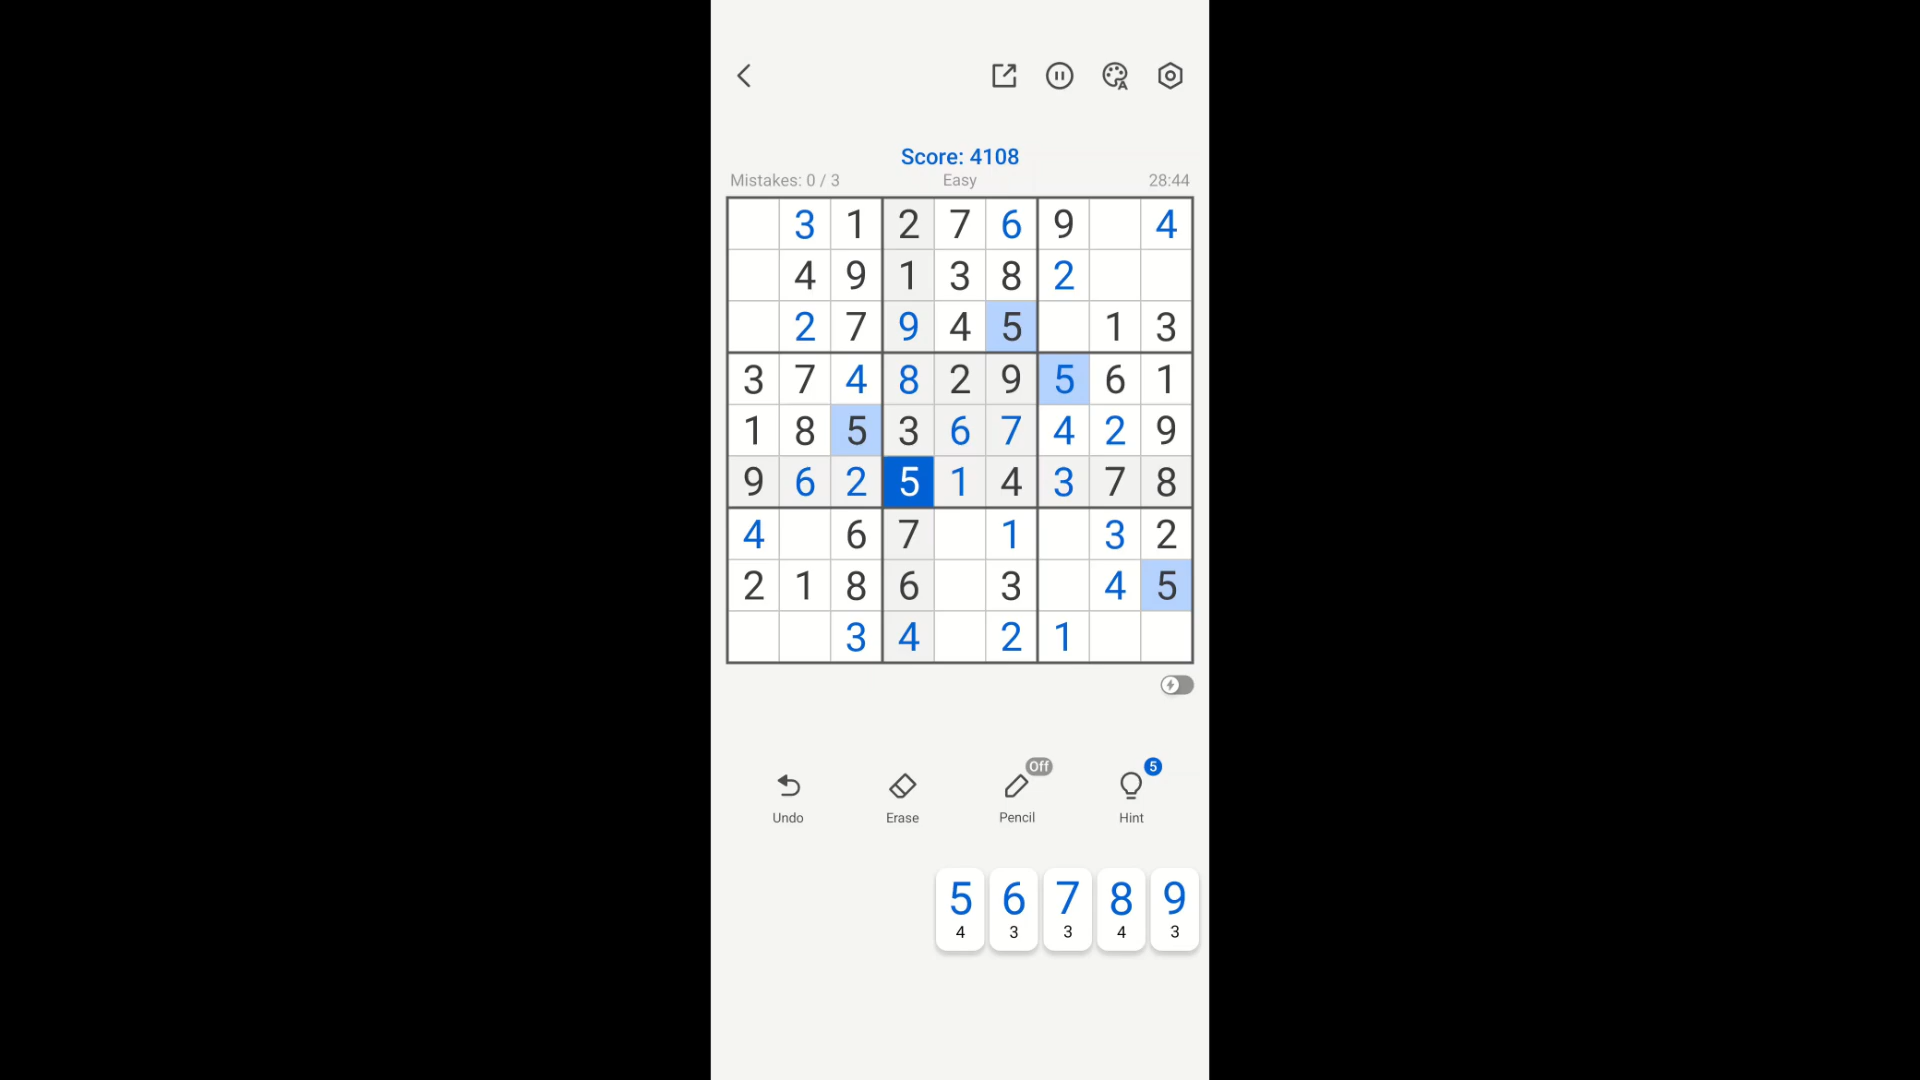 Score: 4108
Mistakes: 0 / 3 Easy 28:44
3 1 2 7 6 9 4
4 9 1 3 8 2
2 7 9 4 5 1 3
3 7 4 8 2 9 5 6 1
1 8 5 3 6 7 4 2 9
9 6 2 5 1 4 3 7 8
4 6 7 1 3 2
2 1 8 6 3 4 5
3 4 2 1
Off 5
Undo Erase Pencil Hint
5 6 7 8 9
4 3 3 4 3